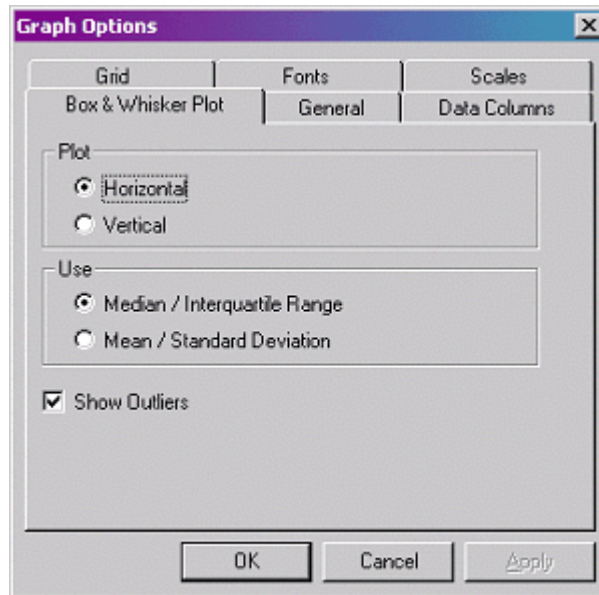 Graph Options
Grid Fonts Scales
Box & Whisker Plot General Data Columns
Plot
Horizontal
Vertical
Use
Median / Interquartile Range
Mean / Standard Deviation
Show Outliers
OK Cancel Apply